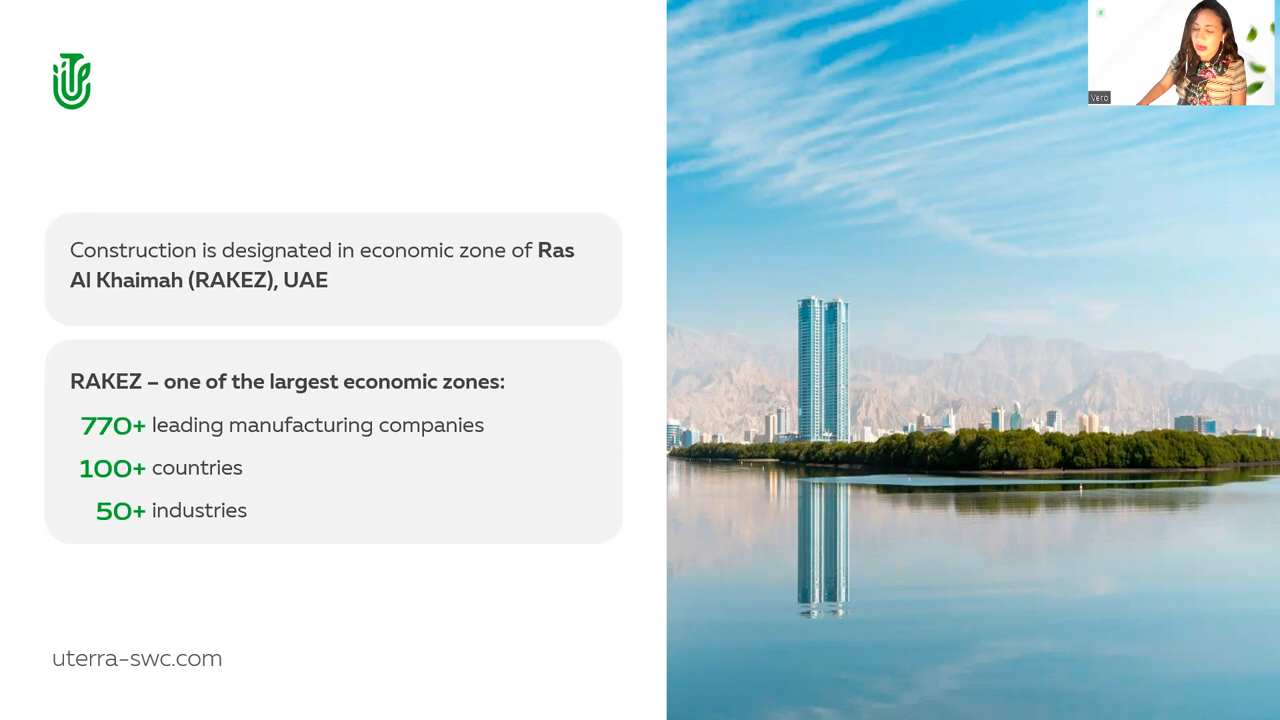 Construction is designated in economic zone of Ras
Al Khaimah (RAKEZ), UAE
RAKEZ – one of the largest economic zones:
770+ leading manufacturing companies
100+ countries
50+ industries
uterra-swc.com
Vero